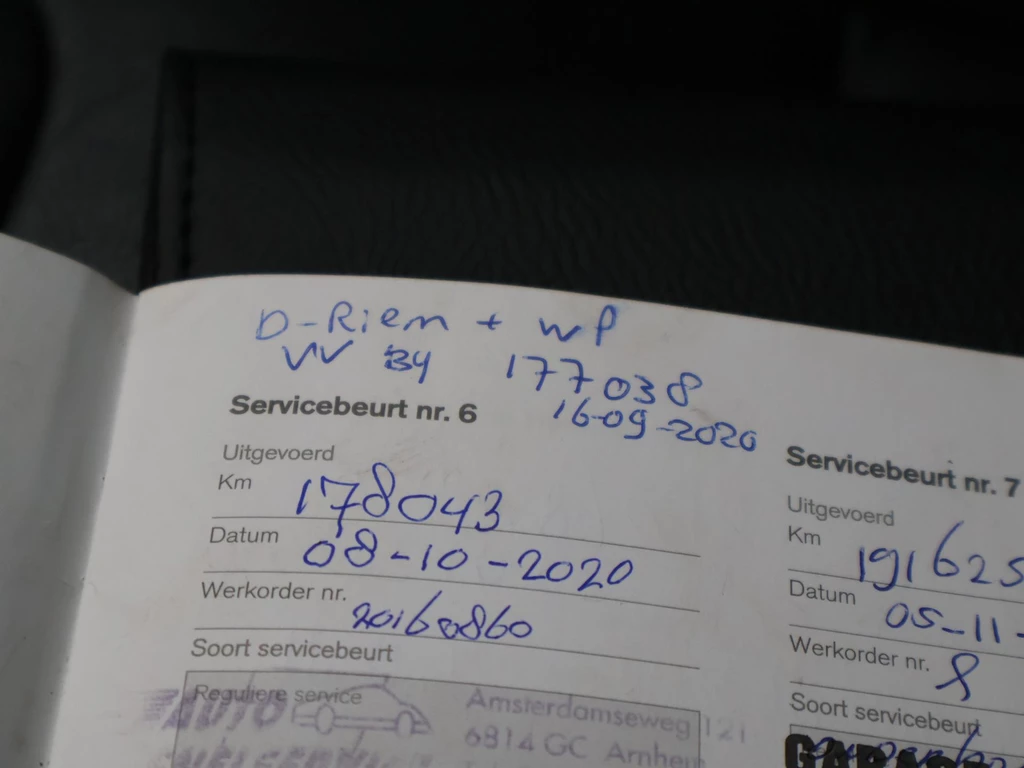 D-Riem + WP
VV By 177038
16-09-2020
Servicebeurt nr. 6
Uitgevoerd
Km 178043
Datum 08-10-2020
Werkorder nr. 20160860
Soort servicebeurt
Reguliere service
AUTO
Amsterdamseweg 121
6814 GC Arnhem
Servicebeurt nr. 7
Uitgevoerd
Km 191625
Datum 05-11-
Werkorder nr. 8
Soort servicebeurt